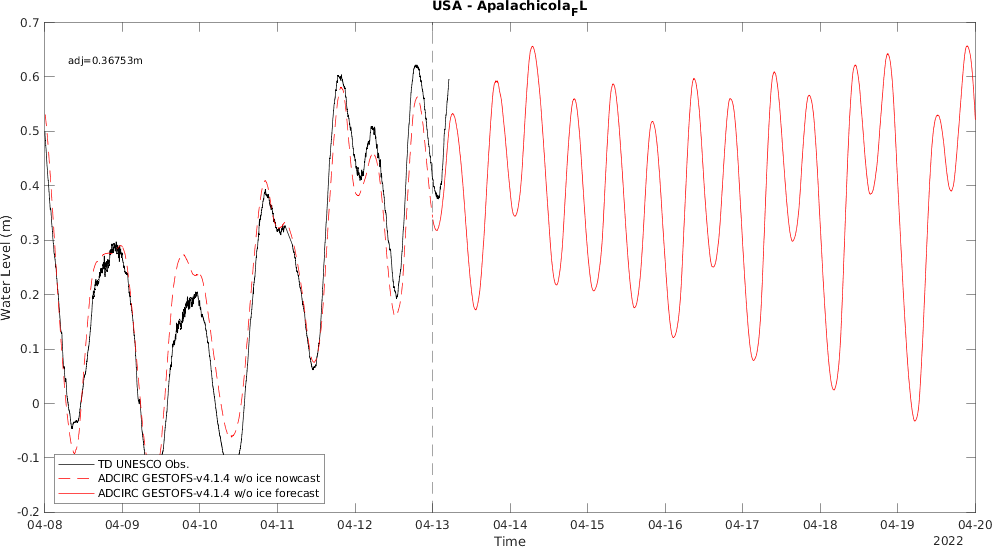 USA - Apalachicola_FL
0.7
adj=0.36753m
0.6
0.5
0.4
0.3
0.2
0.1
0
-0.1
-0.2
Water Level (m)
TD UNESCO Obs.
ADCIRC GESTOFS-v4.1.4 w/o ice nowcast
ADCIRC GESTOFS-v4.1.4 w/o ice forecast
04-08 04-09 04-10 04-11 04-12 04-13 04-14 04-15 04-16 04-17 04-18 04-19 04-20
Time
2022